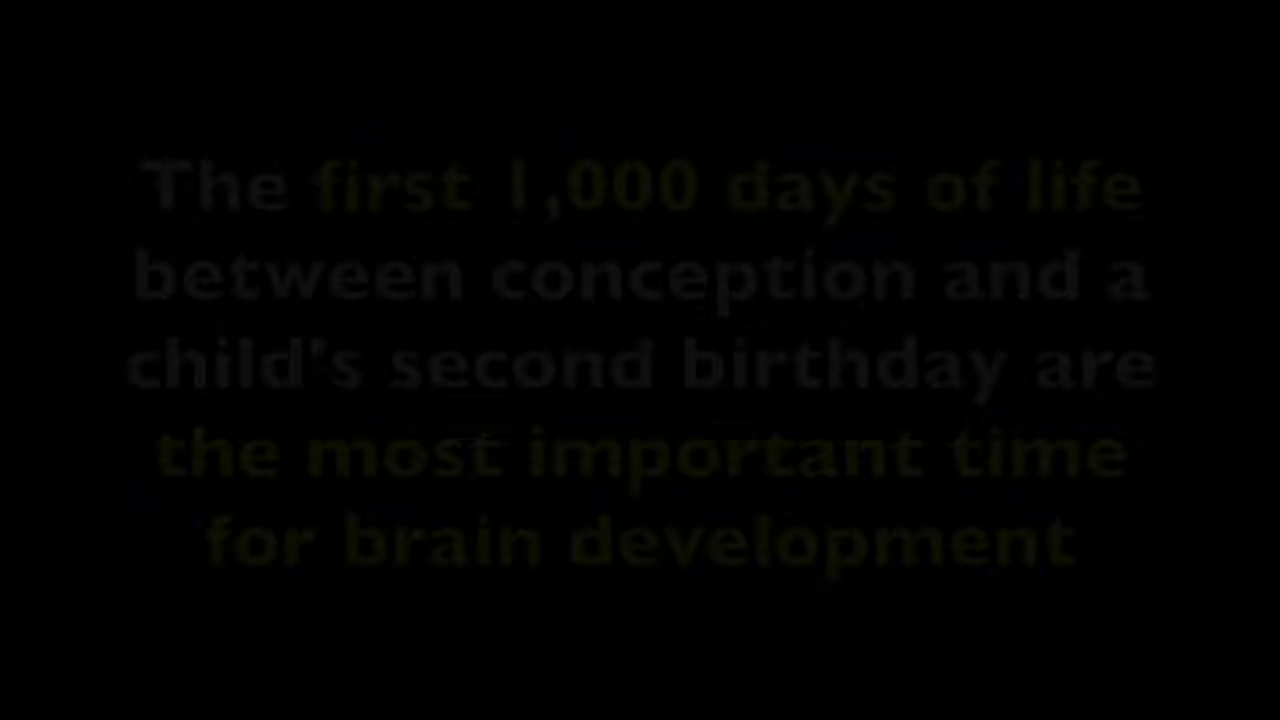 The first 1,000 days of life
between conception and a
child's second birthday are
the most important time
for brain development